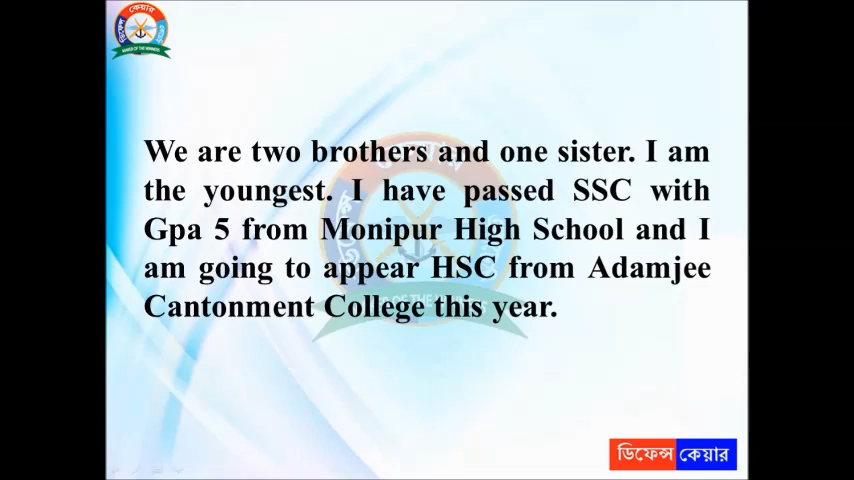 We are two brothers and one sister. I am
the youngest. I have passed SSC with
Gpa 5 from Monipur High School and I
am going to appear HSC from Adamjee
Cantonment College this year.
ডিফেন্স কেয়ার